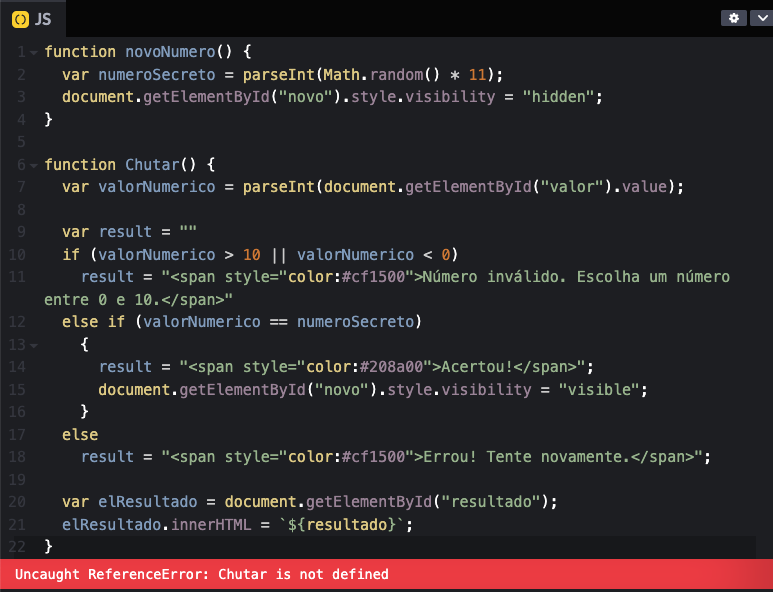 JS
1 function novoNumero() {
2 var numeroSecreto = parseInt(Math.random() * 11);
3 document.getElementById("novo").style.visibility = "hidden";
4 }
5
6 function Chutar() {
7 var valorNumerico = parseInt(document.getElementById("valor").value);
8
9 var result = ""
10 if (valorNumerico > 10 || valorNumerico < 0)
11 result = "<span style="color:#cf1500">Número inválido. Escolha um número
entre 0 e 10.</span>"
12 else if (valorNumerico == numeroSecreto)
13 {
14 result = "<span style="color:#208a00">Acertou!</span>";
15 document.getElementById("novo").style.visibility = "visible";
16 }
17 else
18 result = "<span style="color:#cf1500">Errou! Tente novamente.</span>";
19
20 var elResultado = document.getElementById("resultado");
21 elResultado.innerHTML = `${resultado}`;
22 }
Uncaught ReferenceError: Chutar is not defined